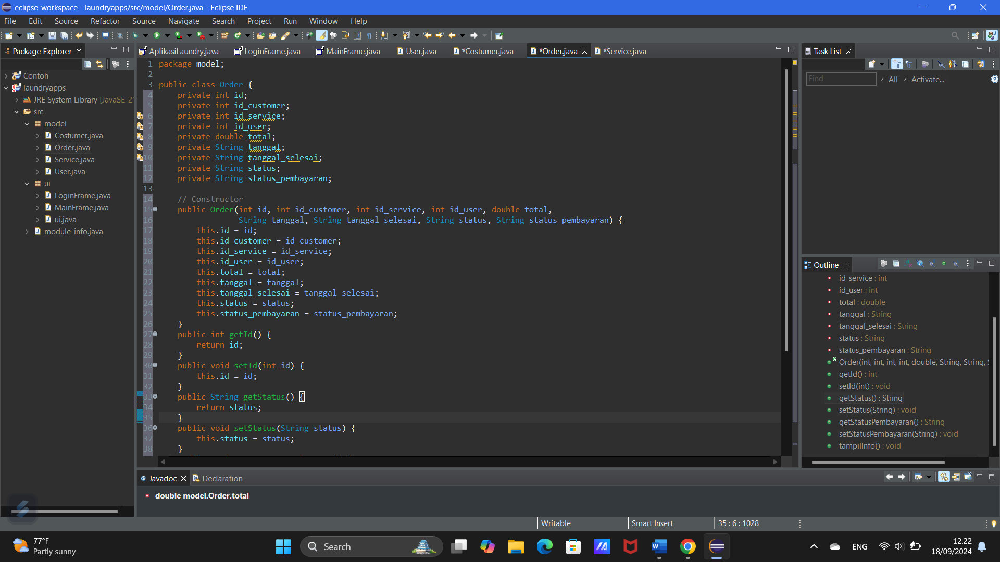 eclipse-workspace - laundryapps/src/model/Order.java - Eclipse IDE
File Edit Source Refactor Source Navigate Search Project Run Window Help
Package Explorer
Contoh
laundryapps
JRE System Library [JavaSE-2
src
model
Costumer.java
Order.java
Service.java
User.java
ui
LoginFrame.java
MainFrame.java
ui.java
module-info.java
AplikasiLaundry.java LoginFrame.java MainFrame.java User.java *Costumer.java *Order.java *Service.java
1 package model;
2
3 public class Order {
4     private int id;
5     private int id_customer;
6     private int id_service;
7     private int id_user;
8     private double total;
9     private String tanggal;
10     private String tanggal_selesai;
11     private String status;
12     private String status_pembayaran;
13
14     // Constructor
15     public Order(int id, int id_customer, int id_service, int id_user, double total,
16                  String tanggal, String tanggal_selesai, String status, String status_pembayaran) {
17         this.id = id;
18         this.id_customer = id_customer;
19         this.id_service = id_service;
20         this.id_user = id_user;
21         this.total = total;
22         this.tanggal = tanggal;
23         this.tanggal_selesai = tanggal_selesai;
24         this.status = status;
25         this.status_pembayaran = status_pembayaran;
26     }
27     public int getId() {
28         return id;
29     }
30     public void setId(int id) {
31         this.id = id;
32     }
33     public String getStatus() {
34         return status;
35     }
36     public void setStatus(String status) {
37         this.status = status;
38     }
Task List
Find All Activate...
Outline
id_service : int
id_user : int
total : double
tanggal : String
tanggal_selesai : String
status : String
status_pembayaran : String
Order(int, int, int, int, double, String, String,
getId() : int
setId(int) : void
getStatus() : String
setStatus(String) : void
getStatusPembayaran() : String
setStatusPembayaran(String) : void
tampilInfo() : void
@ Javadoc Declaration
double model.Order.total
Writable Smart Insert 35 : 6 : 1028
77°F
Partly sunny
Search
ENG
12.22
18/09/2024